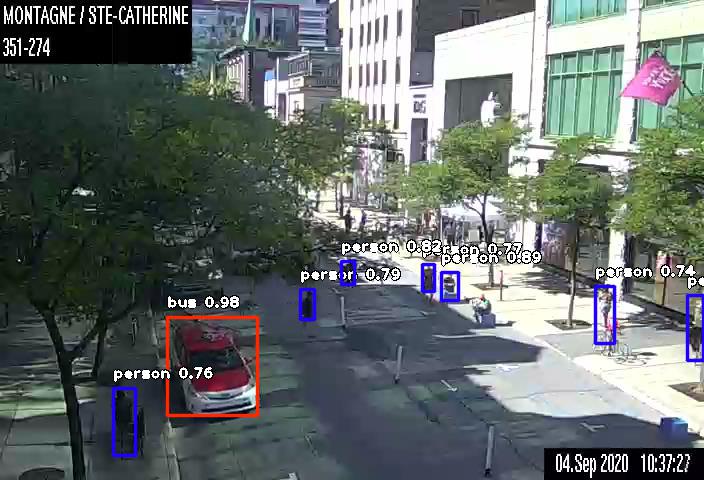 MONTAGNE / STE-CATHERINE
351-274
person 0.82
person 0.77
person 0.89
person 0.79
person 0.74
pe
bus 0.98
person 0.76
04.Sep 2020 10:37:27